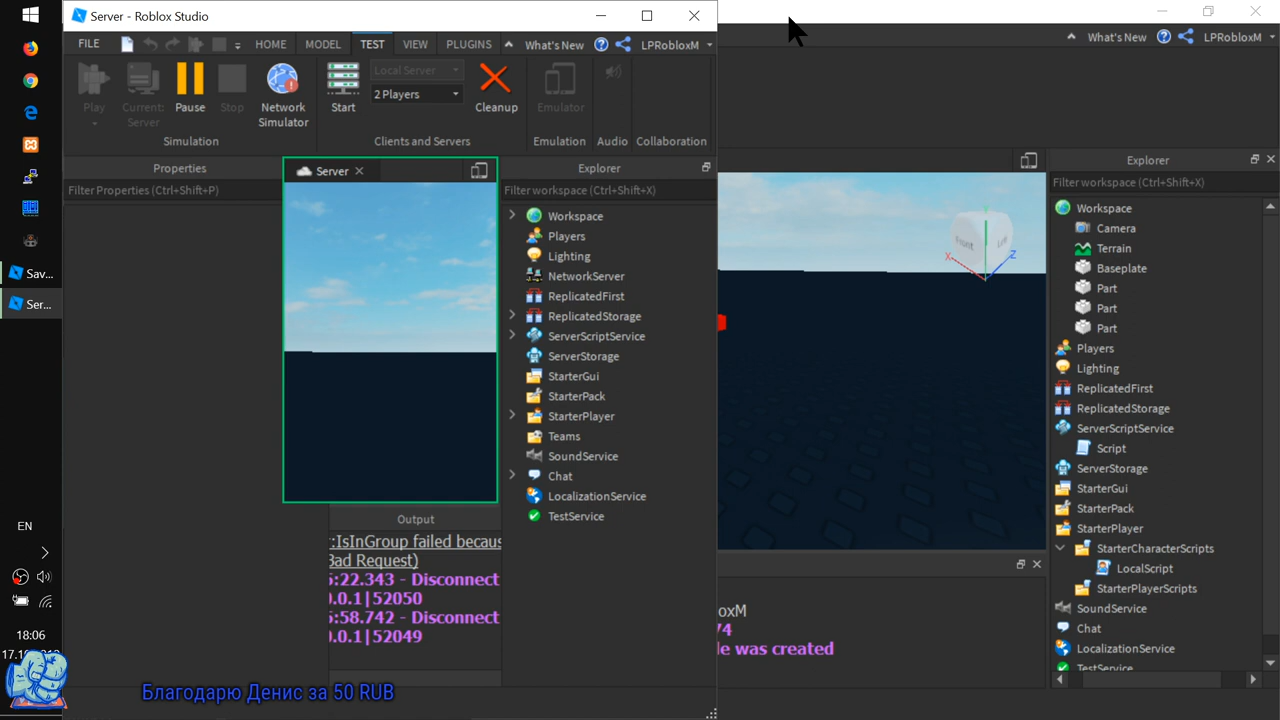 Server - Roblox Studio
FILE
HOME
MODEL
TEST
VIEW
PLUGINS
What's New
LPRobloxM
Play
Current:
Server
Pause
Stop
Network
Simulator
Simulation
Start
Local Server
2 Players
Cleanup
Clients and Servers
Emulator
Emulation
Audio
Collaboration
Properties
Filter Properties (Ctrl+Shift+P)
Server
Explorer
Filter workspace (Ctrl+Shift+X)
Workspace
Players
Lighting
NetworkServer
ReplicatedFirst
ReplicatedStorage
ServerScriptService
ServerStorage
StarterGui
StarterPack
StarterPlayer
Teams
SoundService
Chat
LocalizationService
TestService
Output
r:IsInGroup failed becaus
Bad Request)
5:22.343 - Disconnect
0.0.1|52050
5:58.742 - Disconnect
0.0.1|52049
What's New
LPRobloxM
Front
X
Z
Explorer
Filter workspace (Ctrl+Shift+X)
Workspace
Camera
Terrain
Baseplate
Part
Part
Part
Players
Lighting
ReplicatedFirst
ReplicatedStorage
ServerScriptService
Script
ServerStorage
StarterGui
StarterPack
StarterPlayer
StarterCharacterScripts
LocalScript
StarterPlayerScripts
SoundService
Chat
LocalizationService
TestService
oxM
74
le was created
Sav...
Ser...
EN
18:06
Благодарю Денис за 50 RUB